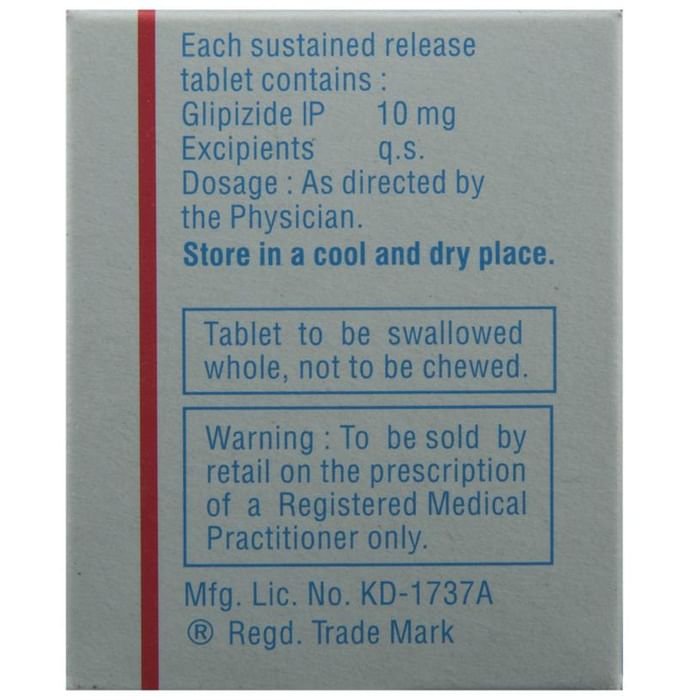 Each sustained release
tablet contains :
Glipizide IP 10 mg
Excipients q.s.
Dosage : As directed by
the Physician.
Store in a cool and dry place.
Tablet to be swallowed
whole, not to be chewed.
Warning : To be sold by
retail on the prescription
of a Registered Medical
Practitioner only.
Mfg. Lic. No. KD-1737A
® Regd. Trade Mark